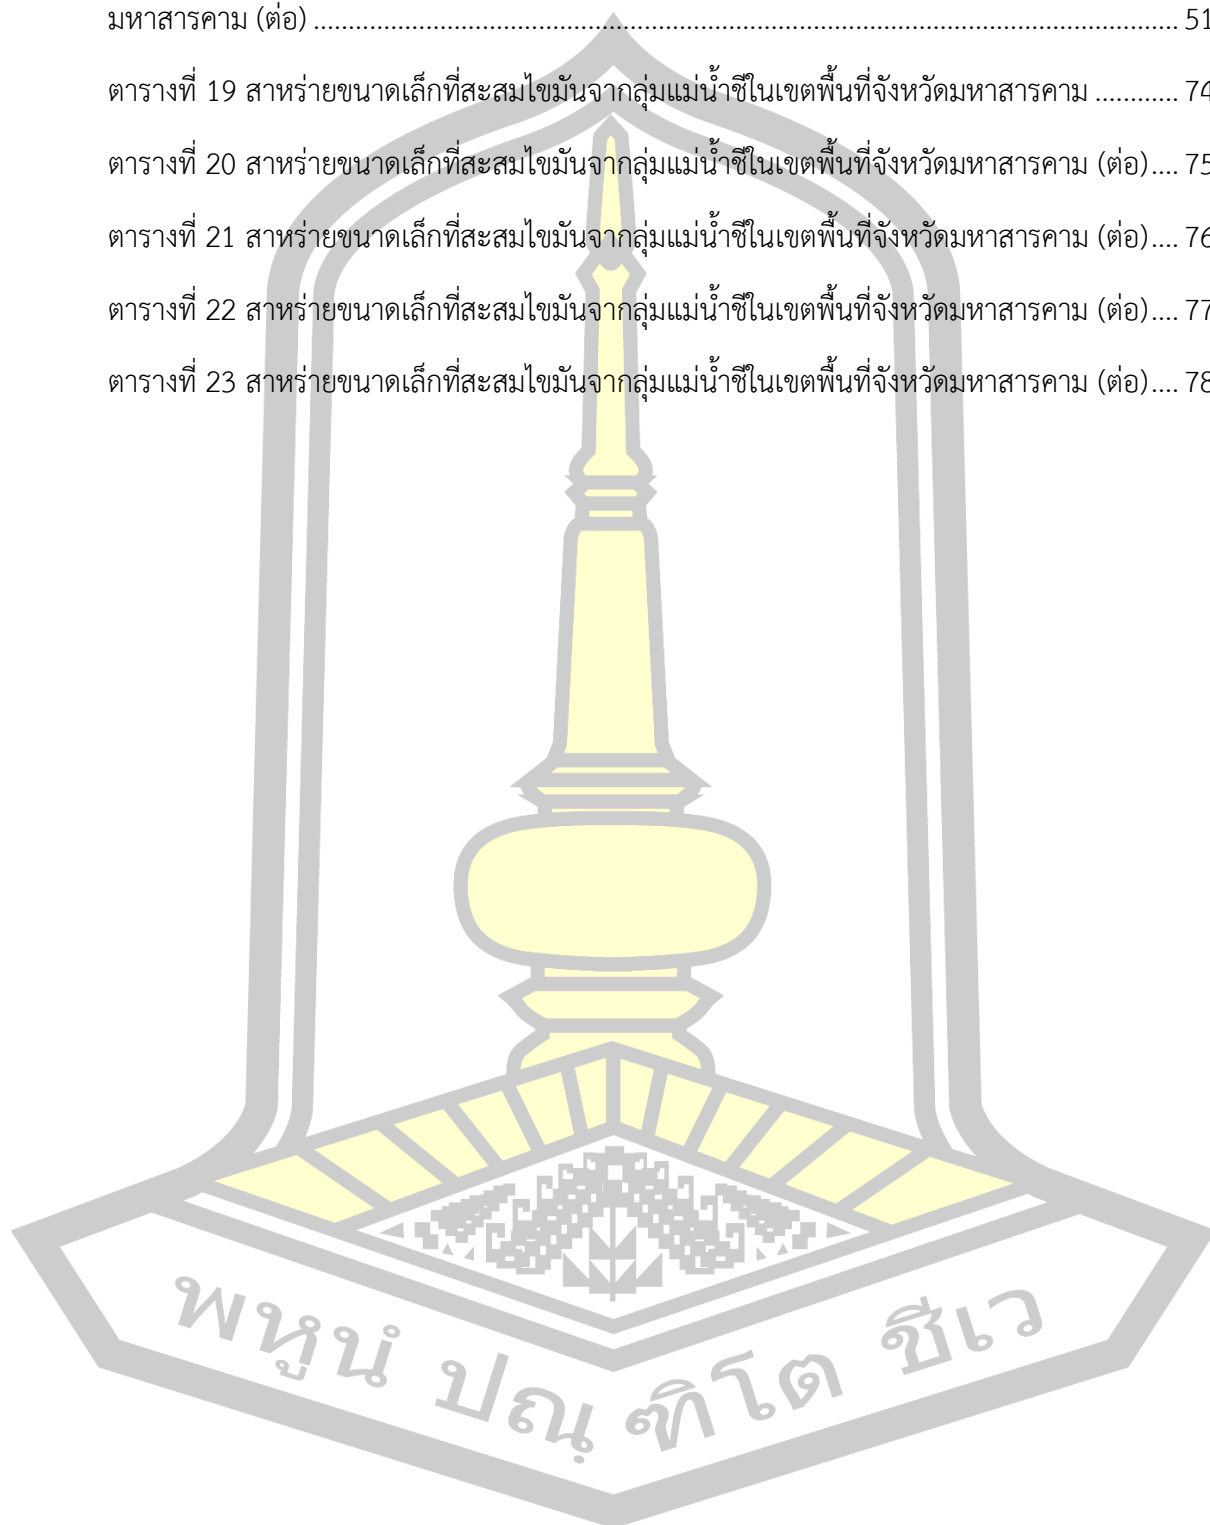 มหาสารคาม (ต่อ) ........................................................................................................................ 51
ตารางที่ 19 สาหร่ายขนาดเล็กที่สะสมไขมันจากลุ่มแม่น้ำชีในเขตพื้นที่จังหวัดมหาสารคาม ............ 74
ตารางที่ 20 สาหร่ายขนาดเล็กที่สะสมไขมันจากลุ่มแม่น้ำชีในเขตพื้นที่จังหวัดมหาสารคาม (ต่อ).... 75
ตารางที่ 21 สาหร่ายขนาดเล็กที่สะสมไขมันจากลุ่มแม่น้ำชีในเขตพื้นที่จังหวัดมหาสารคาม (ต่อ).... 76
ตารางที่ 22 สาหร่ายขนาดเล็กที่สะสมไขมันจากลุ่มแม่น้ำชีในเขตพื้นที่จังหวัดมหาสารคาม (ต่อ).... 77
ตารางที่ 23 สาหร่ายขนาดเล็กที่สะสมไขมันจากลุ่มแม่น้ำชีในเขตพื้นที่จังหวัดมหาสารคาม (ต่อ).... 78
พหูนํ ปณฺฑิโต ชีเว